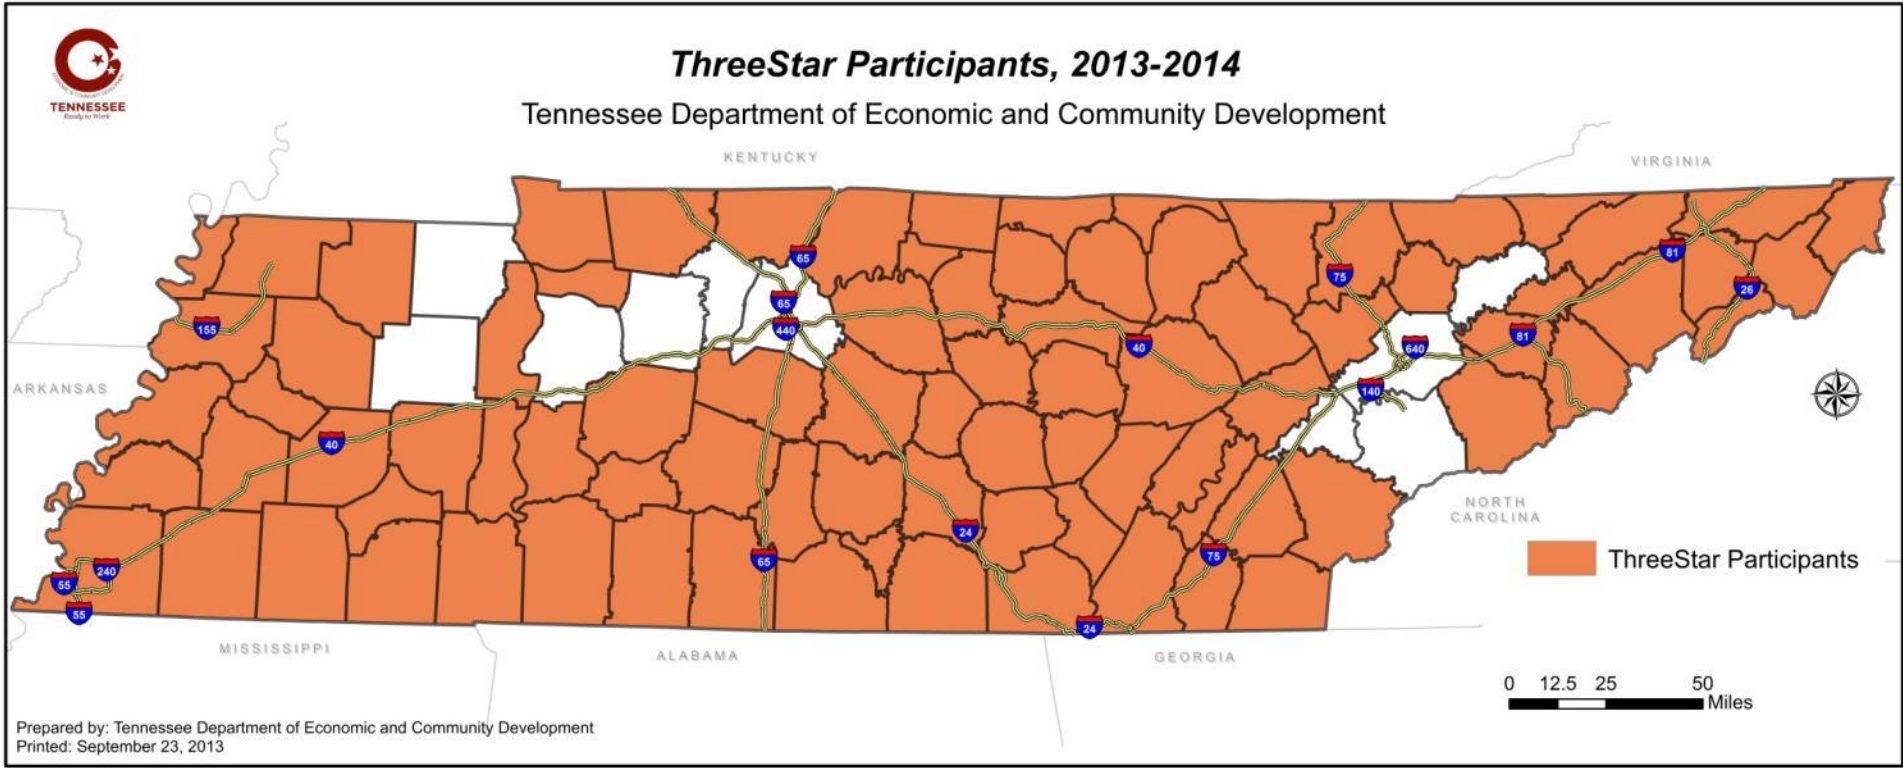 TENNESSEE
Ready to Work
ThreeStar Participants, 2013-2014
Tennessee Department of Economic and Community Development
KENTUCKY
VIRGINIA
65
81
75
65
26
155
440
81
40
640
ARKANSAS
140
40
NORTH
CAROLINA
24
75
65
ThreeStar Participants
240
55
55
24
MISSISSIPPI
ALABAMA
GEORGIA
0 12.5 25 50
Miles
Prepared by: Tennessee Department of Economic and Community Development
Printed: September 23, 2013